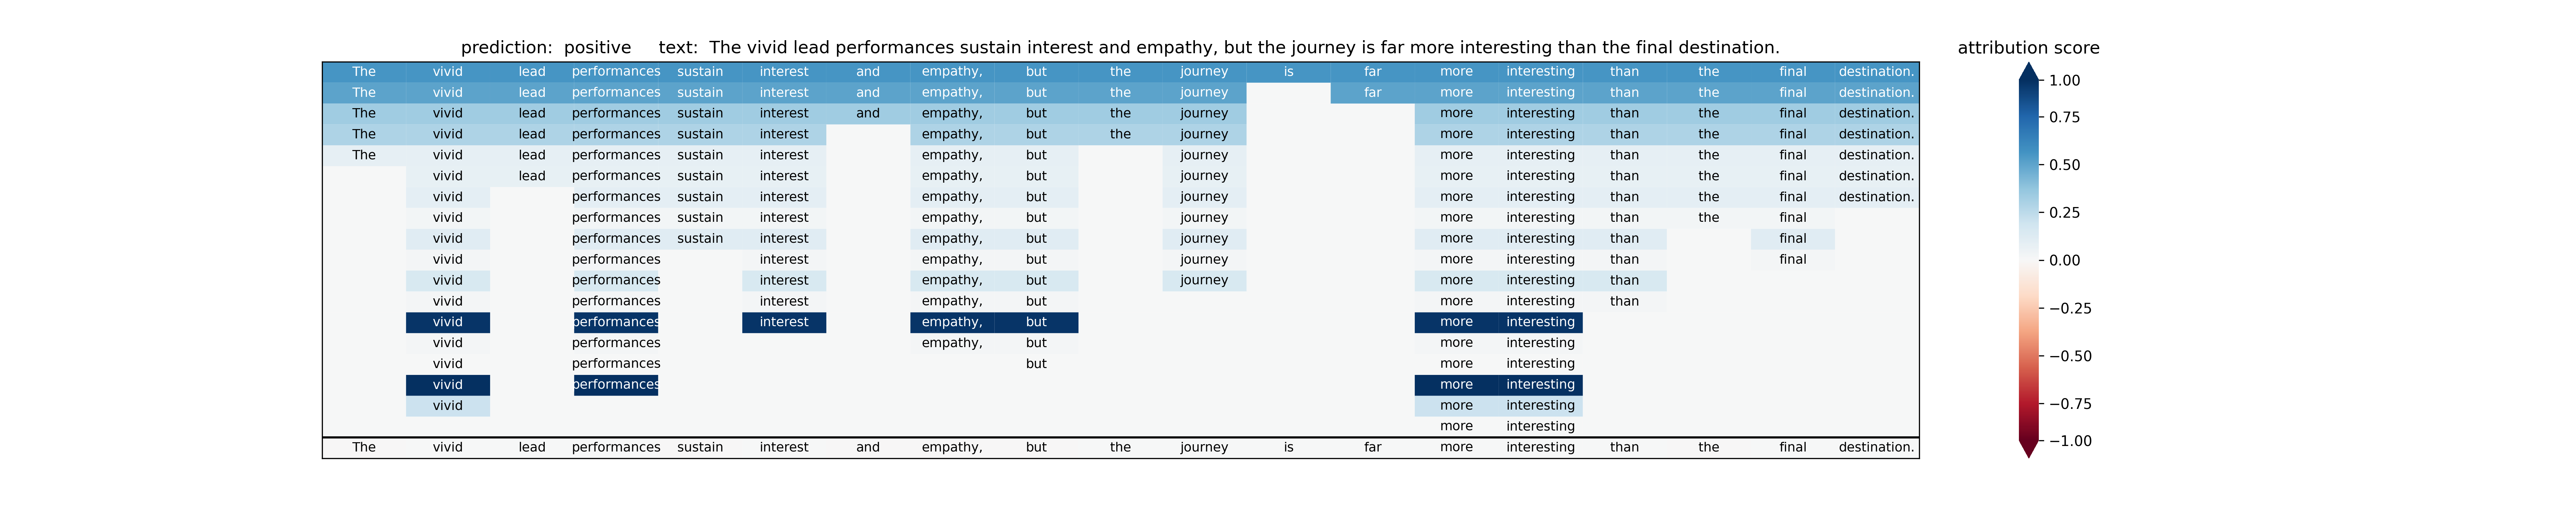 prediction: positive text: The vivid lead performances sustain interest and empathy, but the journey is far more interesting than the final destination. attribution score
The vivid lead performances sustain interest and empathy, but the journey is far more interesting than the final destination.
The vivid lead performances sustain interest and empathy, but the journey far more interesting than the final destination.
The vivid lead performances sustain interest and empathy, but the journey more interesting than the final destination.
The vivid lead performances sustain interest empathy, but the journey more interesting than the final destination.
The vivid lead performances sustain interest empathy, but journey more interesting than the final destination.
vivid lead performances sustain interest empathy, but journey more interesting than the final destination.
vivid performances sustain interest empathy, but journey more interesting than the final destination.
vivid performances sustain interest empathy, but journey more interesting than the final
vivid performances sustain interest empathy, but journey more interesting than final
vivid performances interest empathy, but journey more interesting than final
vivid performances interest empathy, but journey more interesting than
vivid performances interest empathy, but more interesting than
vivid performances interest empathy, but more interesting
vivid performances empathy, but more interesting
vivid performances but more interesting
vivid performances more interesting
vivid more interesting
more interesting
The vivid lead performances sustain interest and empathy, but the journey is far more interesting than the final destination.
1.00
0.75
0.50
0.25
0.00
−0.25
−0.50
−0.75
−1.00